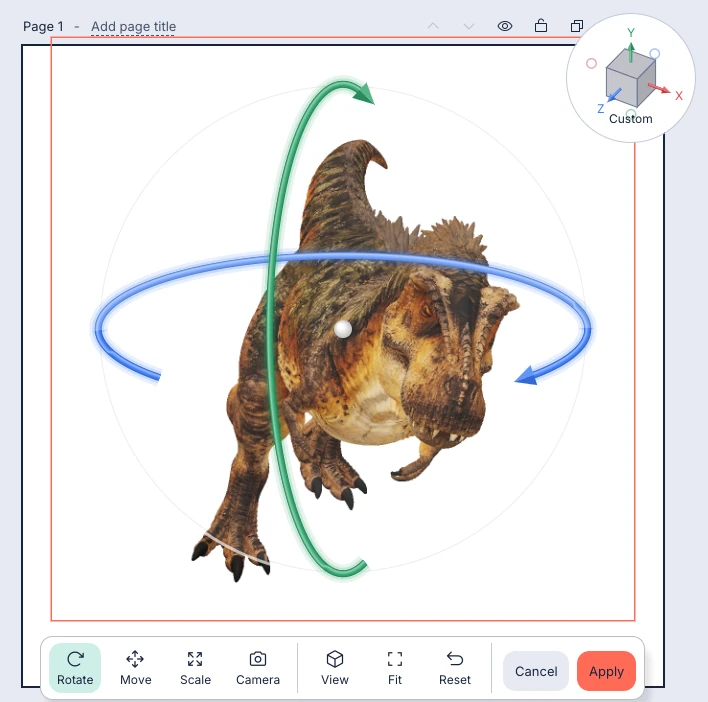 Page 1 - Add page title
Y
X
Z
Custom
Rotate Move Scale Camera View Fit Reset Cancel Apply